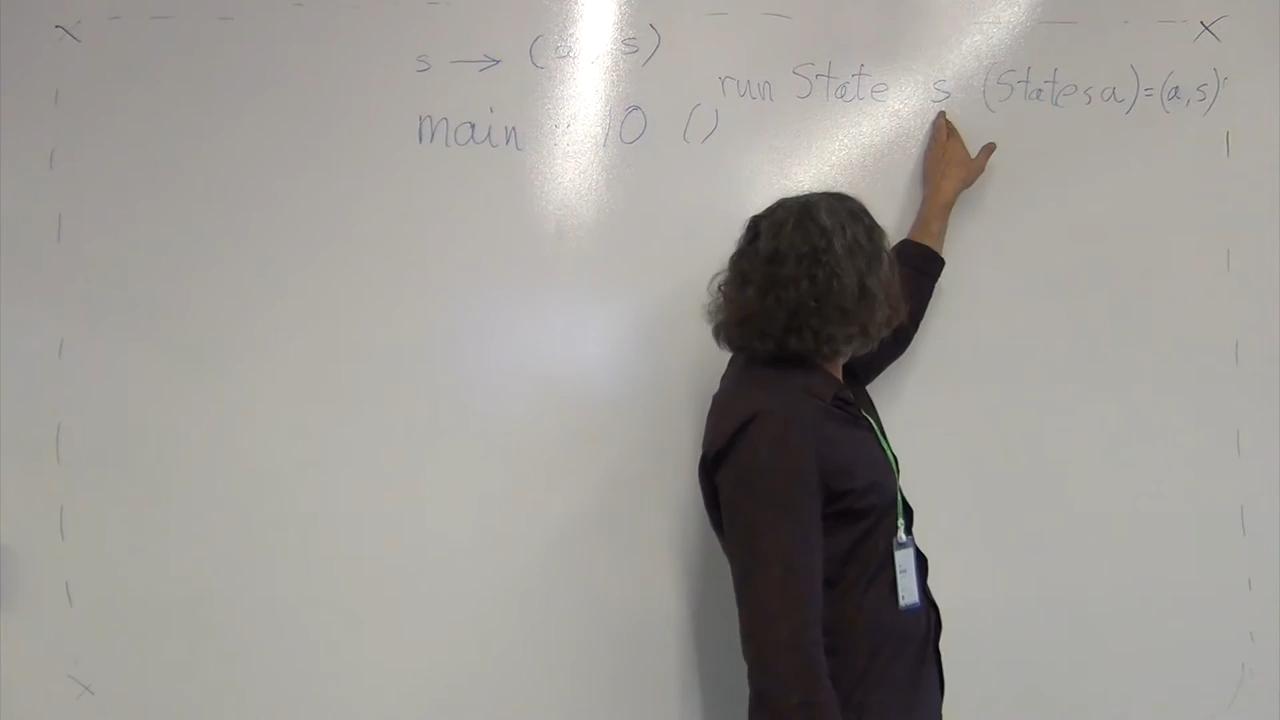 s → (a, s)
run State s (State s a) = (a, s)
main :: IO ()